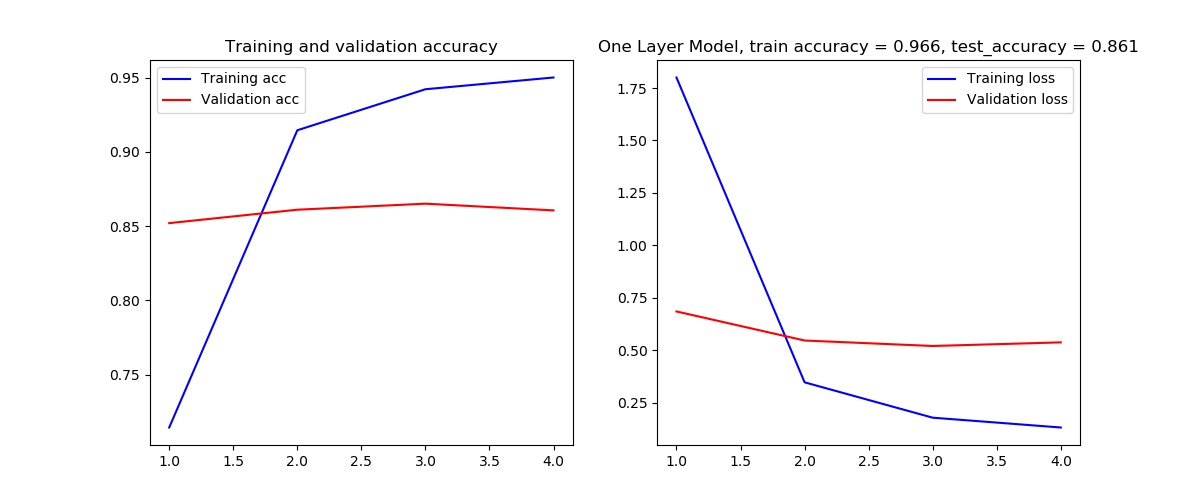 Training and validation accuracy
One Layer Model, train accuracy = 0.966, test_accuracy = 0.861
Training acc
Validation acc
0.95
0.90
0.85
0.80
0.75
1.0 1.5 2.0 2.5 3.0 3.5 4.0
Training loss
Validation loss
1.75
1.50
1.25
1.00
0.75
0.50
0.25
1.0 1.5 2.0 2.5 3.0 3.5 4.0